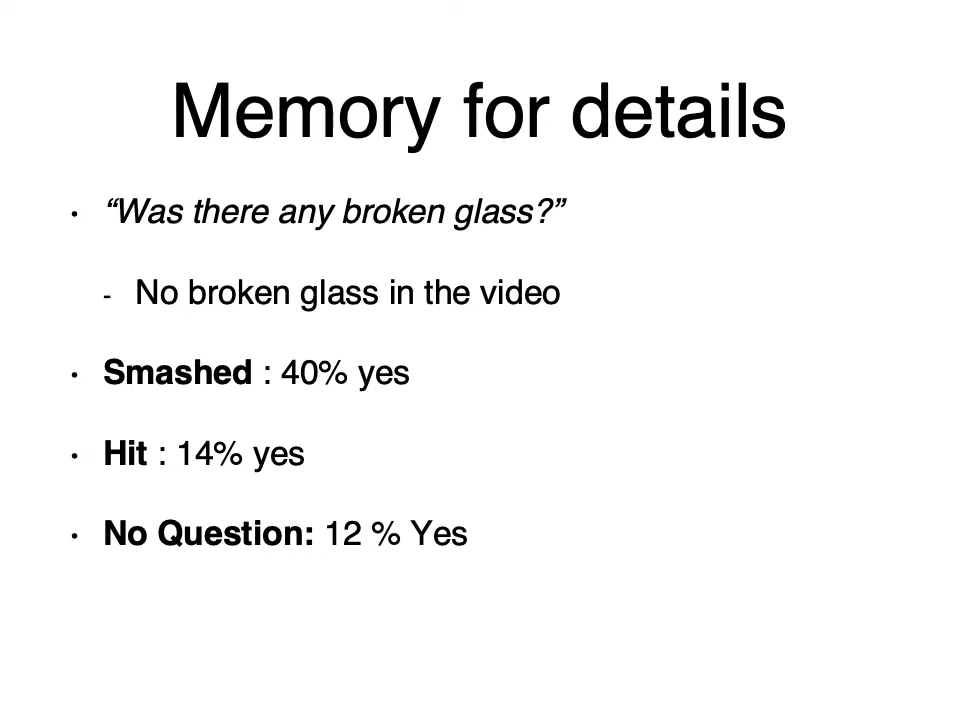 Memory for details
• “Was there any broken glass?”
- No broken glass in the video
• Smashed : 40% yes
• Hit : 14% yes
• No Question: 12 % Yes